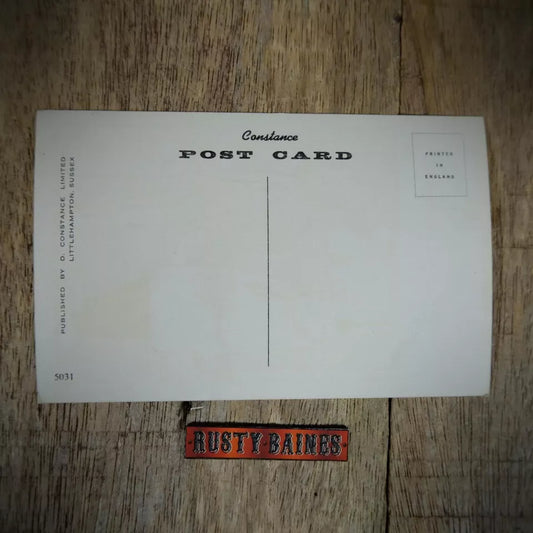 Constance
POST CARD
PRINTED
IN
ENGLAND
PUBLISHED BY D. CONSTANCE LIMITED
LITTLEHAMPTON, SUSSEX
5031
RUSTY BAINES